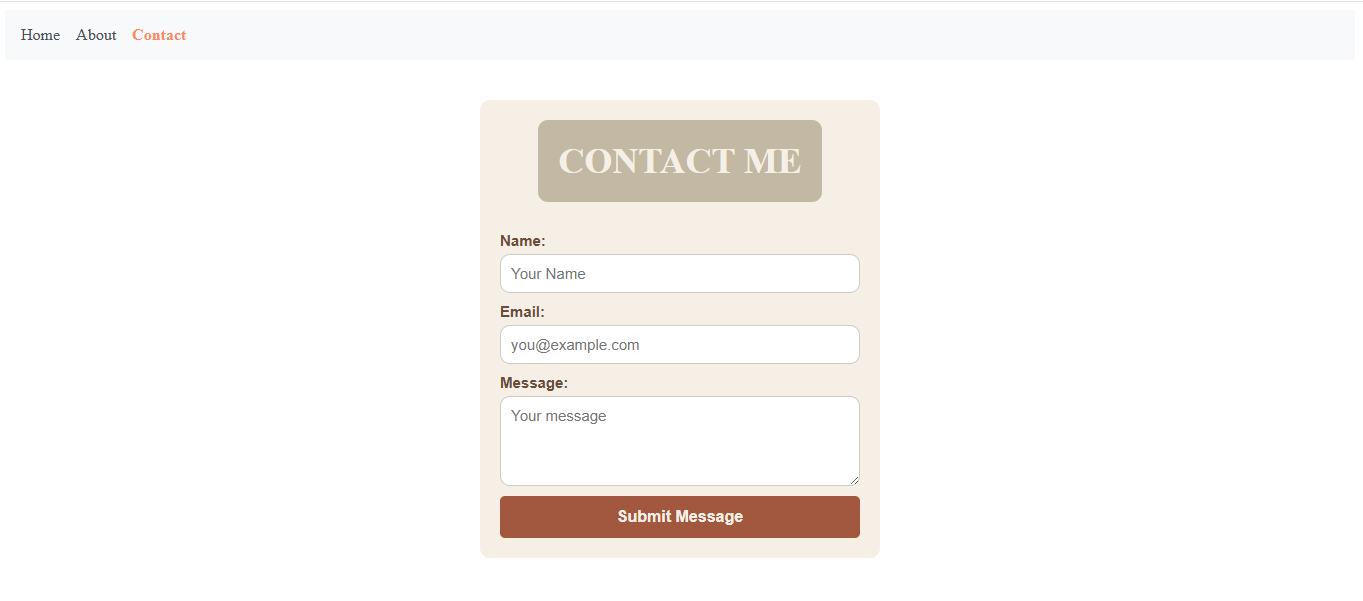 Home About Contact
CONTACT ME
Name:
Your Name
Email:
you@example.com
Message:
Your message
Submit Message